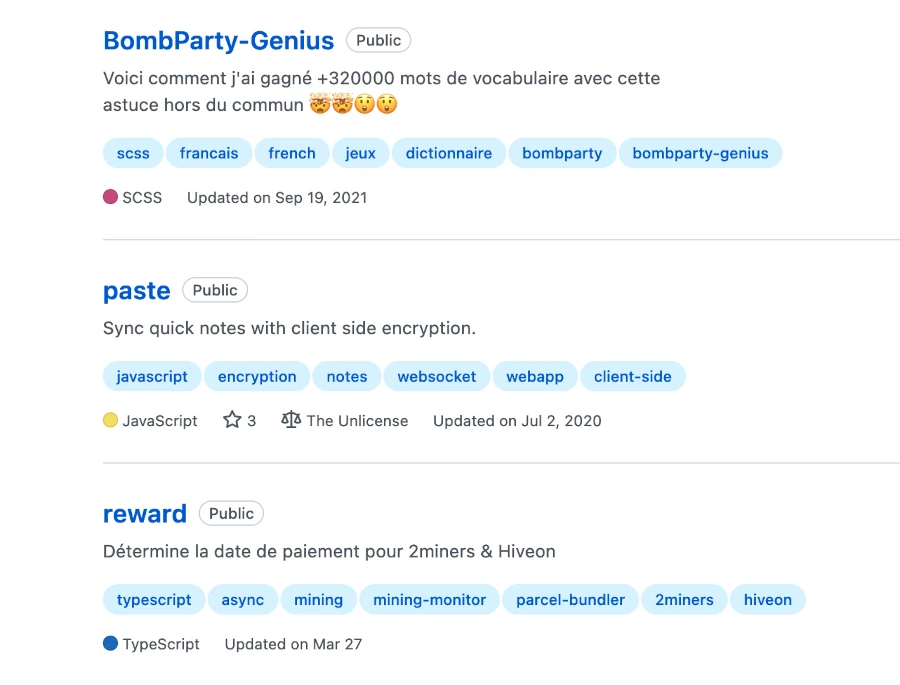 BombParty-Genius Public
Voici comment j'ai gagné +320000 mots de vocabulaire avec cette
astuce hors du commun 🤯🤯😲😲
scss francais french jeux dictionnaire bombparty bombparty-genius
SCSS Updated on Sep 19, 2021
paste Public
Sync quick notes with client side encryption.
javascript encryption notes websocket webapp client-side
JavaScript 3 The Unlicense Updated on Jul 2, 2020
reward Public
Détermine la date de paiement pour 2miners & Hiveon
typescript async mining mining-monitor parcel-bundler 2miners hiveon
TypeScript Updated on Mar 27